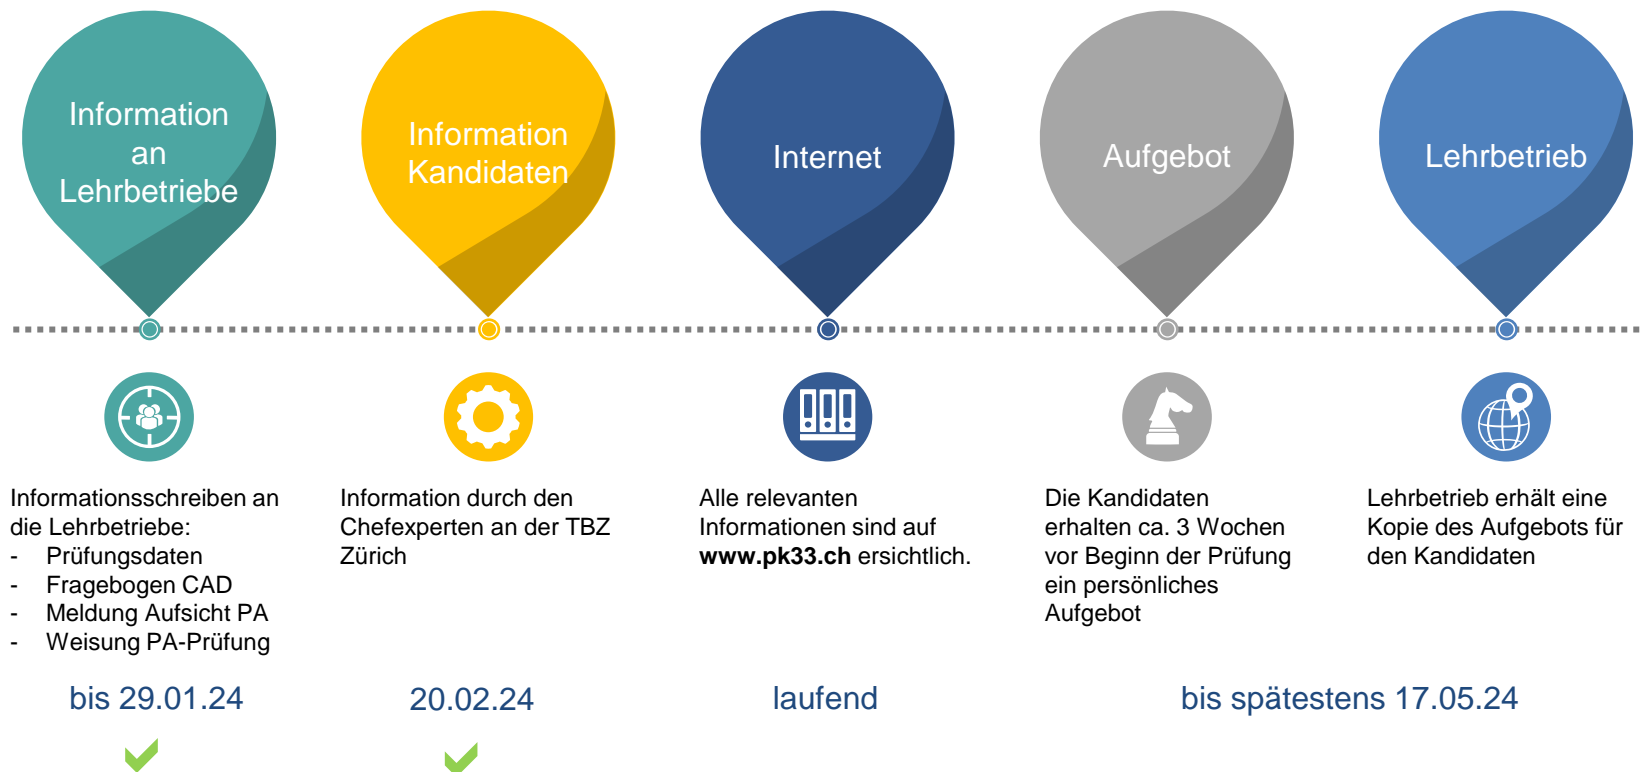 Information
an
Lehrbetriebe
Information
Kandidaten
Internet
Aufgebot
Lehrbetrieb
Informationsschreiben an
die Lehrbetriebe:
- Prüfungsdaten
- Fragebogen CAD
- Meldung Aufsicht PA
- Weisung PA-Prüfung
Information durch den
Chefexperten an der TBZ
Zürich
Alle relevanten
Informationen sind auf
www.pk33.ch ersichtlich.
Die Kandidaten
erhalten ca. 3 Wochen
vor Beginn der Prüfung
ein persönliches
Aufgebot
Lehrbetrieb erhält eine
Kopie des Aufgebots für
den Kandidaten
bis 29.01.24
20.02.24
laufend
bis spätestens 17.05.24